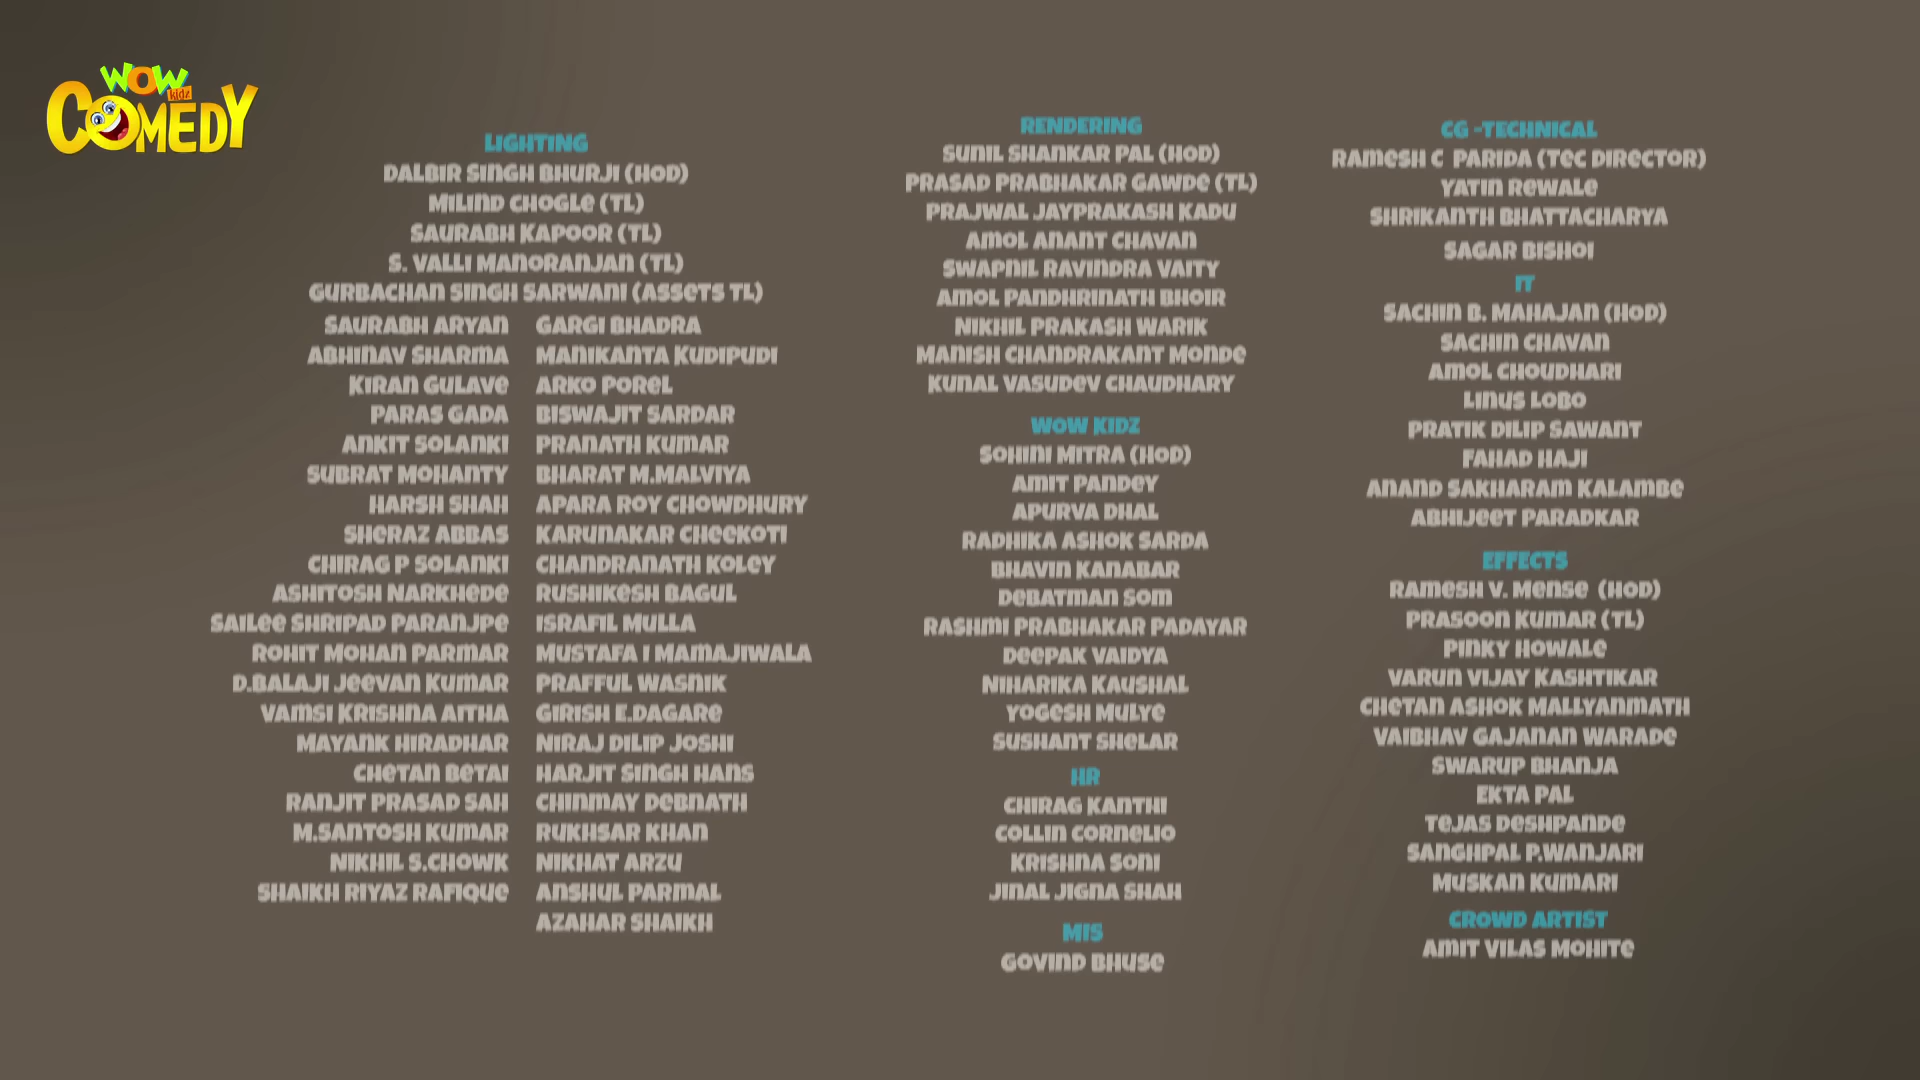 WOW
kidz
COMEDY
LIGHTING
DALBIR SINGH BHURJI (HOD)
MILIND CHOGLE (TL)
SAURABH KAPOOR (TL)
S. VALLI MANORANJAN (TL)
GURBACHAN SINGH SARWANI (ASSETS TL)
SAURABH ARYAN GARGI BHADRA
ABHINAV SHARMA MANIKANTA KUDIPUDI
KIRAN GULAVE ARKO POREL
PARAS GADA BISWAJIT SARDAR
ANKIT SOLANKI PRANATH KUMAR
SUBRAT MOHANTY BHARAT M.MALVIYA
HARSH SHAH APARA ROY CHOWDHURY
SHERAZ ABBAS KARUNAKAR CHEEKOTI
CHIRAG P SOLANKI CHANDRANATH KOLEY
ASHITOSH NARKHEDE RUSHIKESH BAGUL
SAILEE SHRIPAD PARANJPE ISRAFIL MULLA
ROHIT MOHAN PARMAR MUSTAFA I MAMAJIWALA
D.BALAJI JEEVAN KUMAR PRAFFUL WASNIK
VAMSI KRISHNA AITHA GIRISH E.DAGARE
MAYANK HIRADHAR NIRAJ DILIP JOSHI
CHETAN BETAI HARJIT SINGH HANS
RANJIT PRASAD SAH CHINMAY DEBNATH
M.SANTOSH KUMAR RUKHSAR KHAN
NIKHIL S.CHOWK NIKHAT ARZU
SHAIKH RIYAZ RAFIQUE ANSHUL PARMAL
AZAHAR SHAIKH
RENDERING
SUNIL SHANKAR PAL (HOD)
PRASAD PRABHAKAR GAWDE (TL)
PRAJWAL JAYPRAKASH KADU
AMOL ANANT CHAVAN
SWAPNIL RAVINDRA VAITY
AMOL PANDHRINATH BHOIR
NIKHIL PRAKASH WARIK
MANISH CHANDRAKANT MONDE
KUNAL VASUDEV CHAUDHARY
WOW KIDZ
SOHINI MITRA (HOD)
AMIT PANDEY
APURVA DHAL
RADHIKA ASHOK SARDA
BHAVIN KANABAR
DEBATMAN SOM
RASHMI PRABHAKAR PADAYAR
DEEPAK VAIDYA
NIHARIKA KAUSHAL
YOGESH MULYE
SUSHANT SHELAR
HR
CHIRAG KANTHI
COLLIN CORNELIO
KRISHNA SONI
JINAL JIGNA SHAH
MIS
GOVIND BHUSE
CG -TECHNICAL
RAMESH C PARIDA (TEC DIRECTOR)
YATIN REWALE
SHRIKANTH BHATTACHARYA
SAGAR BISHOI
IT
SACHIN B. MAHAJAN (HOD)
SACHIN CHAVAN
AMOL CHOUDHARI
LINUS LOBO
PRATIK DILIP SAWANT
FAHAD HAJI
ANAND SAKHARAM KALAMBE
ABHIJEET PARADKAR
EFFECTS
RAMESH V. MENSE (HOD)
PRASOON KUMAR (TL)
PINKY HOWALE
VARUN VIJAY KASHTIKAR
CHETAN ASHOK MALLYANMATH
VAIBHAV GAJANAN WARADE
SWARUP BHANJA
EKTA PAL
TEJAS DESHPANDE
SANGHPAL P.WANJARI
MUSKAN KUMARI
CROWD ARTIST
AMIT VILAS MOHITE